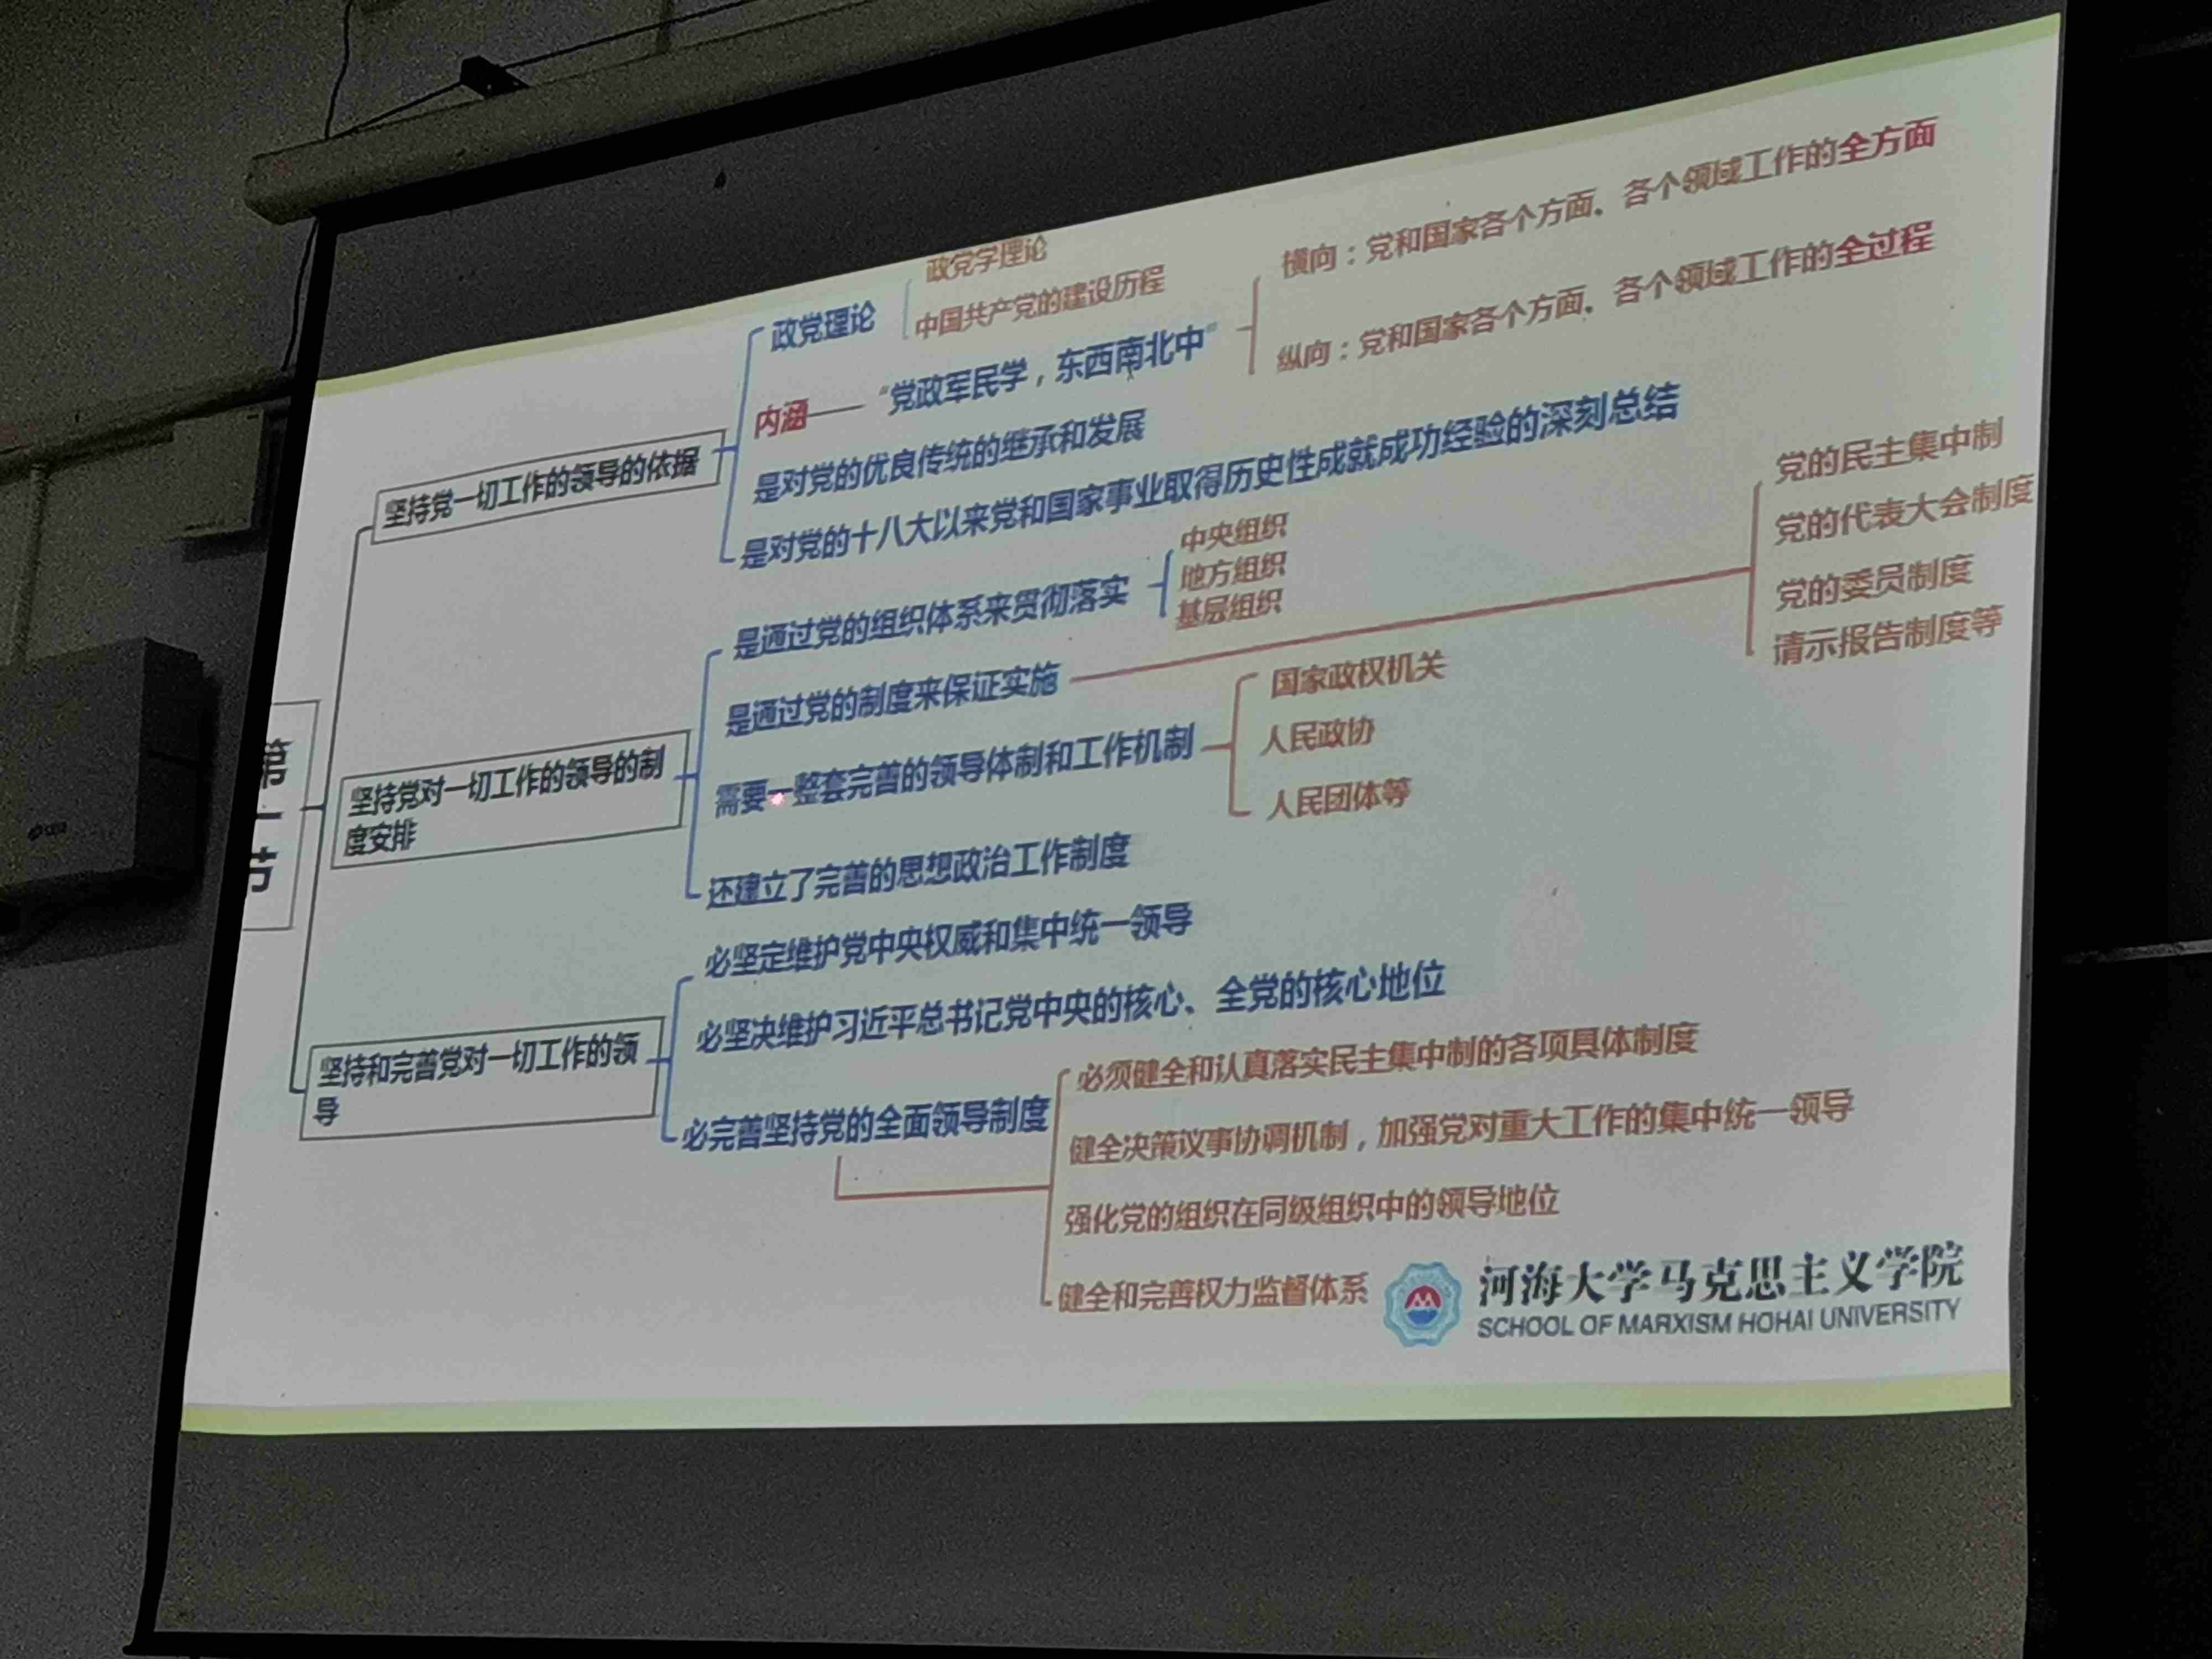 政党学理论
政党理论
中国共产党的建设历程
内涵——
“党政军民学，东西南北中”
横向：党和国家各个方面。各个领域工作的全方面
纵向：党和国家各个方面。各个领域工作的全过程
坚持党一切工作的领导的依据
是对党的优良传统的继承和发展
是对党的十八大以来党和国家事业取得历史性成就成功经验的深刻总结
是通过党的组织体系来贯彻落实
中央组织
地方组织
基层组织
是通过党的制度来保证实施
党的民主集中制
党的代表大会制度
党的委员制度
请示报告制度等
第
节
坚持党对一切工作的领导的制
度安排
需要一整套完善的领导体制和工作机制
国家政权机关
人民政协
人民团体等
还建立了完善的思想政治工作制度
必坚定维护党中央权威和集中统一领导
必坚决维护习近平总书记党中央的核心、全党的核心地位
坚持和完善党对一切工作的领
导
必完善坚持党的全面领导制度
必须健全和认真落实民主集中制的各项具体制度
健全决策议事协调机制，加强党对重大工作的集中统一领导
强化党的组织在同级组织中的领导地位
健全和完善权力监督体系
河海大学马克思主义学院
SCHOOL OF MARXISM HOHAI UNIVERSITY